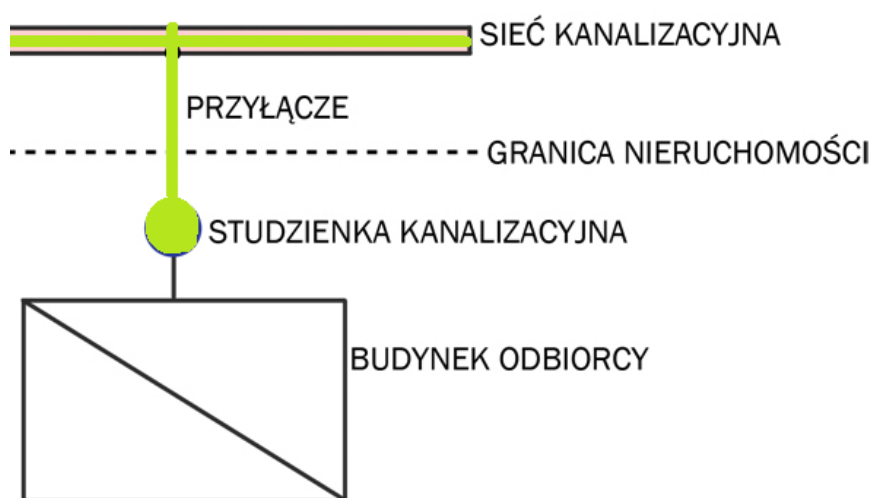 SIEĆ KANALIZACYJNA
PRZYŁĄCZE
GRANICA NIERUCHOMOŚCI
STUDZIENKA KANALIZACYJNA
BUDYNEK ODBIORCY